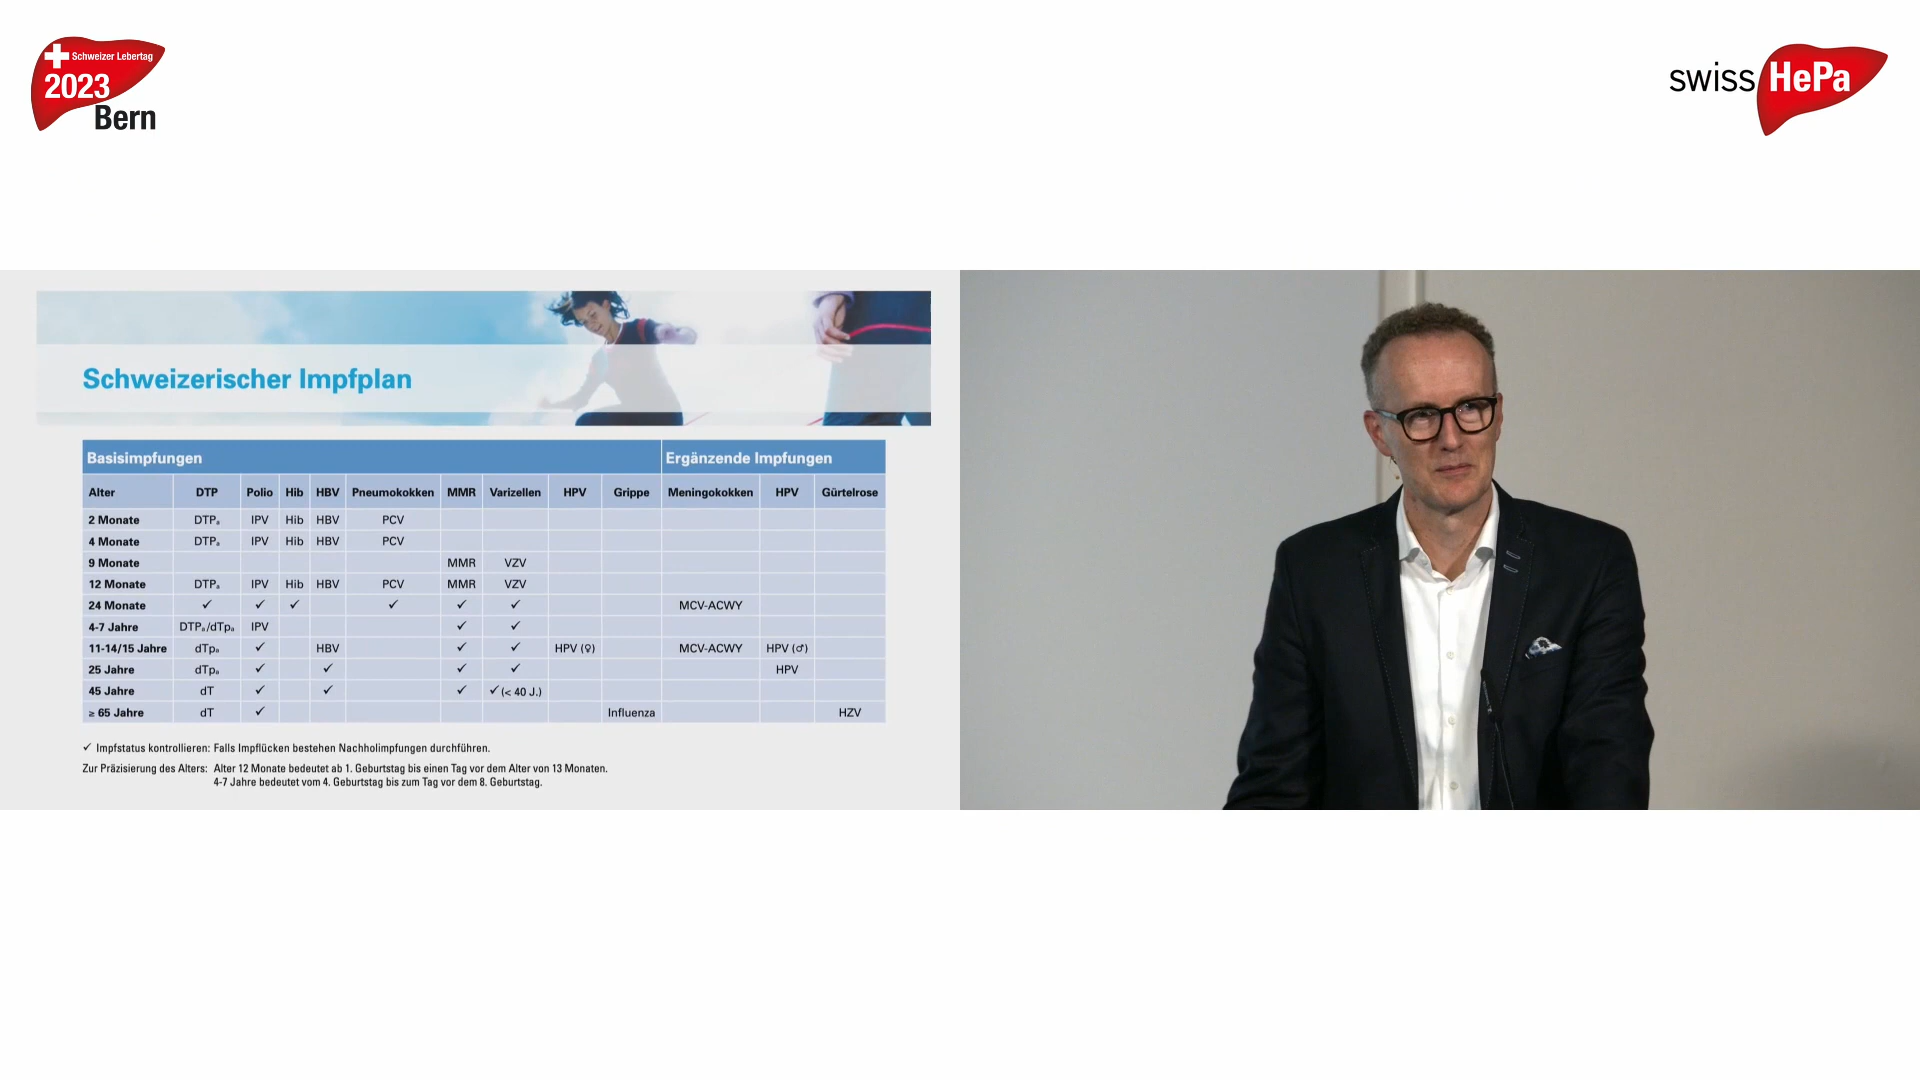 Schweizer Lebertag
2023
Bern
swiss HePa
Schweizerischer Impfplan
Basisimpfungen Ergänzende Impfungen
Alter DTP Polio Hib HBV Pneumokokken MMR Varizellen HPV Grippe Meningokokken HPV Gürtelrose
2 Monate DTPₐ IPV Hib HBV PCV
4 Monate DTPₐ IPV Hib HBV PCV
9 Monate MMR VZV
12 Monate DTPₐ IPV Hib HBV PCV MMR VZV
24 Monate ✓ ✓ ✓ ✓ ✓ ✓ MCV-ACWY
4-7 Jahre DTPₐ/dTpₐ IPV ✓ ✓
11-14/15 Jahre dTpₐ ✓ HBV ✓ ✓ HPV (♀) MCV-ACWY HPV (♂)
25 Jahre dTpₐ ✓ ✓ ✓ ✓ HPV
45 Jahre dT ✓ ✓ ✓ ✓ (< 40 J.)
≥ 65 Jahre dT ✓ Influenza HZV
✓ Impfstatus kontrollieren: Falls Impflücken bestehen Nachholimpfungen durchführen.
Zur Präzisierung des Alters: Alter 12 Monate bedeutet ab 1. Geburtstag bis einen Tag vor dem Alter von 13 Monaten.
4-7 Jahre bedeutet vom 4. Geburtstag bis zum Tag vor dem 8. Geburtstag.